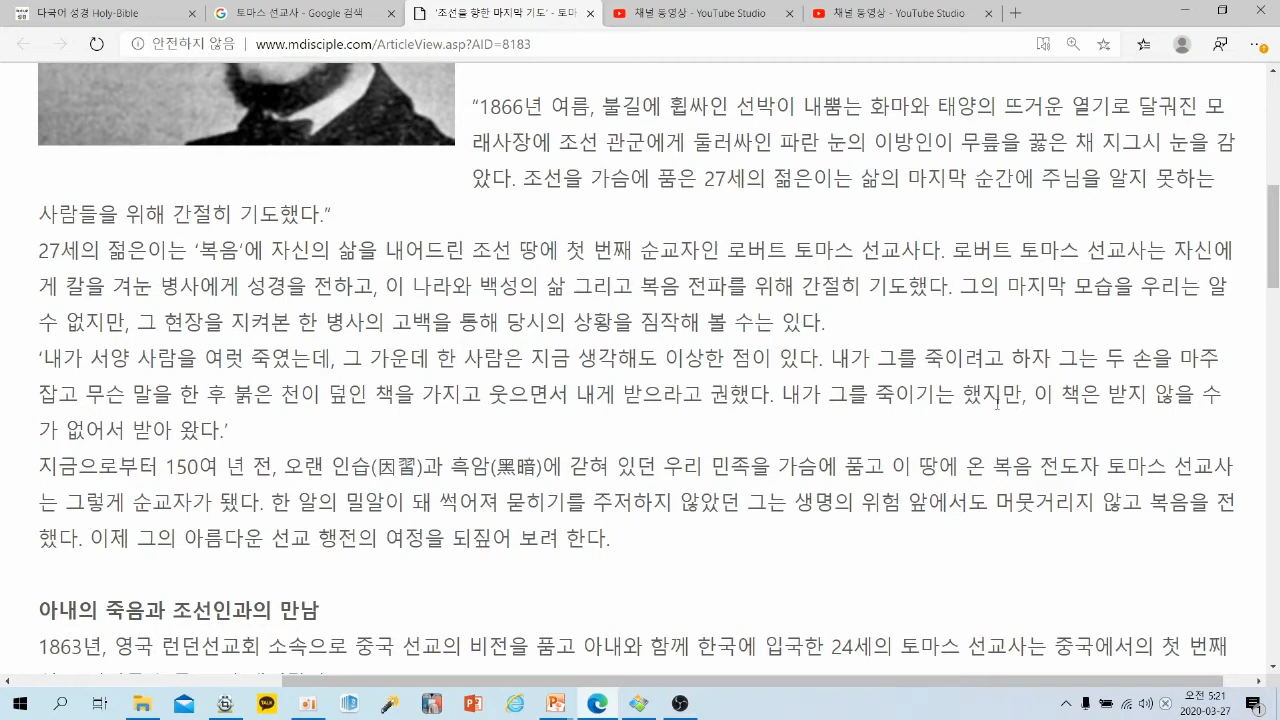 다국어 성경 Holy-Bible
토마스 선교사 - Google 검색
'조선을 향한 마지막 기도' - 토마
채널 동영상 - YouTube Studio
채널 동영상 - YouTube Studio
안전하지 않음
www.mdisciple.com/ArticleView.asp?AID=8183
“1866년 여름, 불길에 휩싸인 선박이 내뿜는 화마와 태양의 뜨거운 열기로 달궈진 모
래사장에 조선 관군에게 둘러싸인 파란 눈의 이방인이 무릎을 꿇은 채 지그시 눈을 감
았다. 조선을 가슴에 품은 27세의 젊은이는 삶의 마지막 순간에 주님을 알지 못하는
사람들을 위해 간절히 기도했다.”
27세의 젊은이는 ‘복음’에 자신의 삶을 내어드린 조선 땅에 첫 번째 순교자인 로버트 토마스 선교사다. 로버트 토마스 선교사는 자신에
게 칼을 겨눈 병사에게 성경을 전하고, 이 나라와 백성의 삶 그리고 복음 전파를 위해 간절히 기도했다. 그의 마지막 모습을 우리는 알
수 없지만, 그 현장을 지켜본 한 병사의 고백을 통해 당시의 상황을 짐작해 볼 수는 있다.
‘내가 서양 사람을 여럿 죽였는데, 그 가운데 한 사람은 지금 생각해도 이상한 점이 있다. 내가 그를 죽이려고 하자 그는 두 손을 마주
잡고 무슨 말을 한 후 붉은 천이 덮인 책을 가지고 웃으면서 내게 받으라고 권했다. 내가 그를 죽이기는 했지만, 이 책은 받지 않을 수
가 없어서 받아 왔다.’
지금으로부터 150여 년 전, 오랜 인습(因習)과 흑암(黑暗)에 갇혀 있던 우리 민족을 가슴에 품고 이 땅에 온 복음 전도자 토마스 선교사
는 그렇게 순교자가 됐다. 한 알의 밀알이 돼 썩어져 묻히기를 주저하지 않았던 그는 생명의 위험 앞에서도 머뭇거리지 않고 복음을 전
했다. 이제 그의 아름다운 선교 행전의 여정을 되짚어 보려 한다.
아내의 죽음과 조선인과의 만남
1863년, 영국 런던선교회 소속으로 중국 선교의 비전을 품고 아내와 함께 한국에 입국한 24세의 토마스 선교사는 중국에서의 첫 번째
오전 5:21
2020-03-27